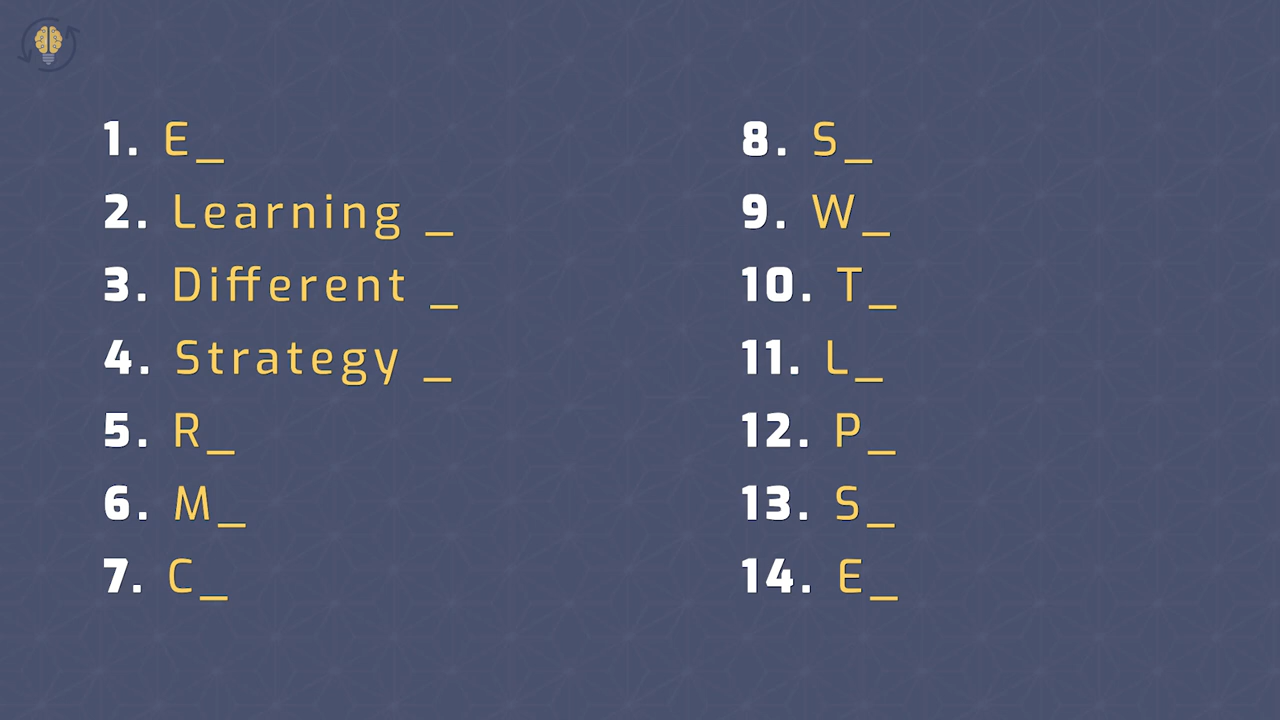 1. E_
2. Learning _
3. Different _
4. Strategy _
5. R_
6. M_
7. C_
8. S_
9. W_
10. T_
11. L_
12. P_
13. S_
14. E_